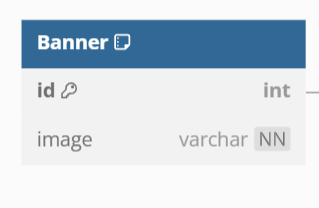 Banner
id int
image varchar NN